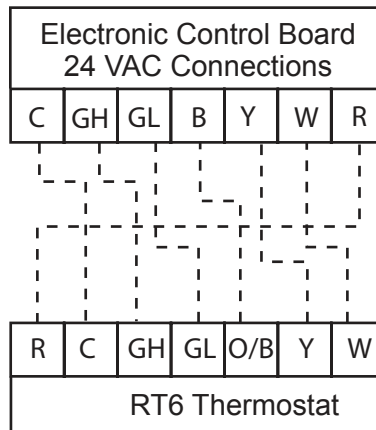 Electronic Control Board
24 VAC Connections
C GH GL B Y W R
R C GH GL O/B Y W
RT6 Thermostat